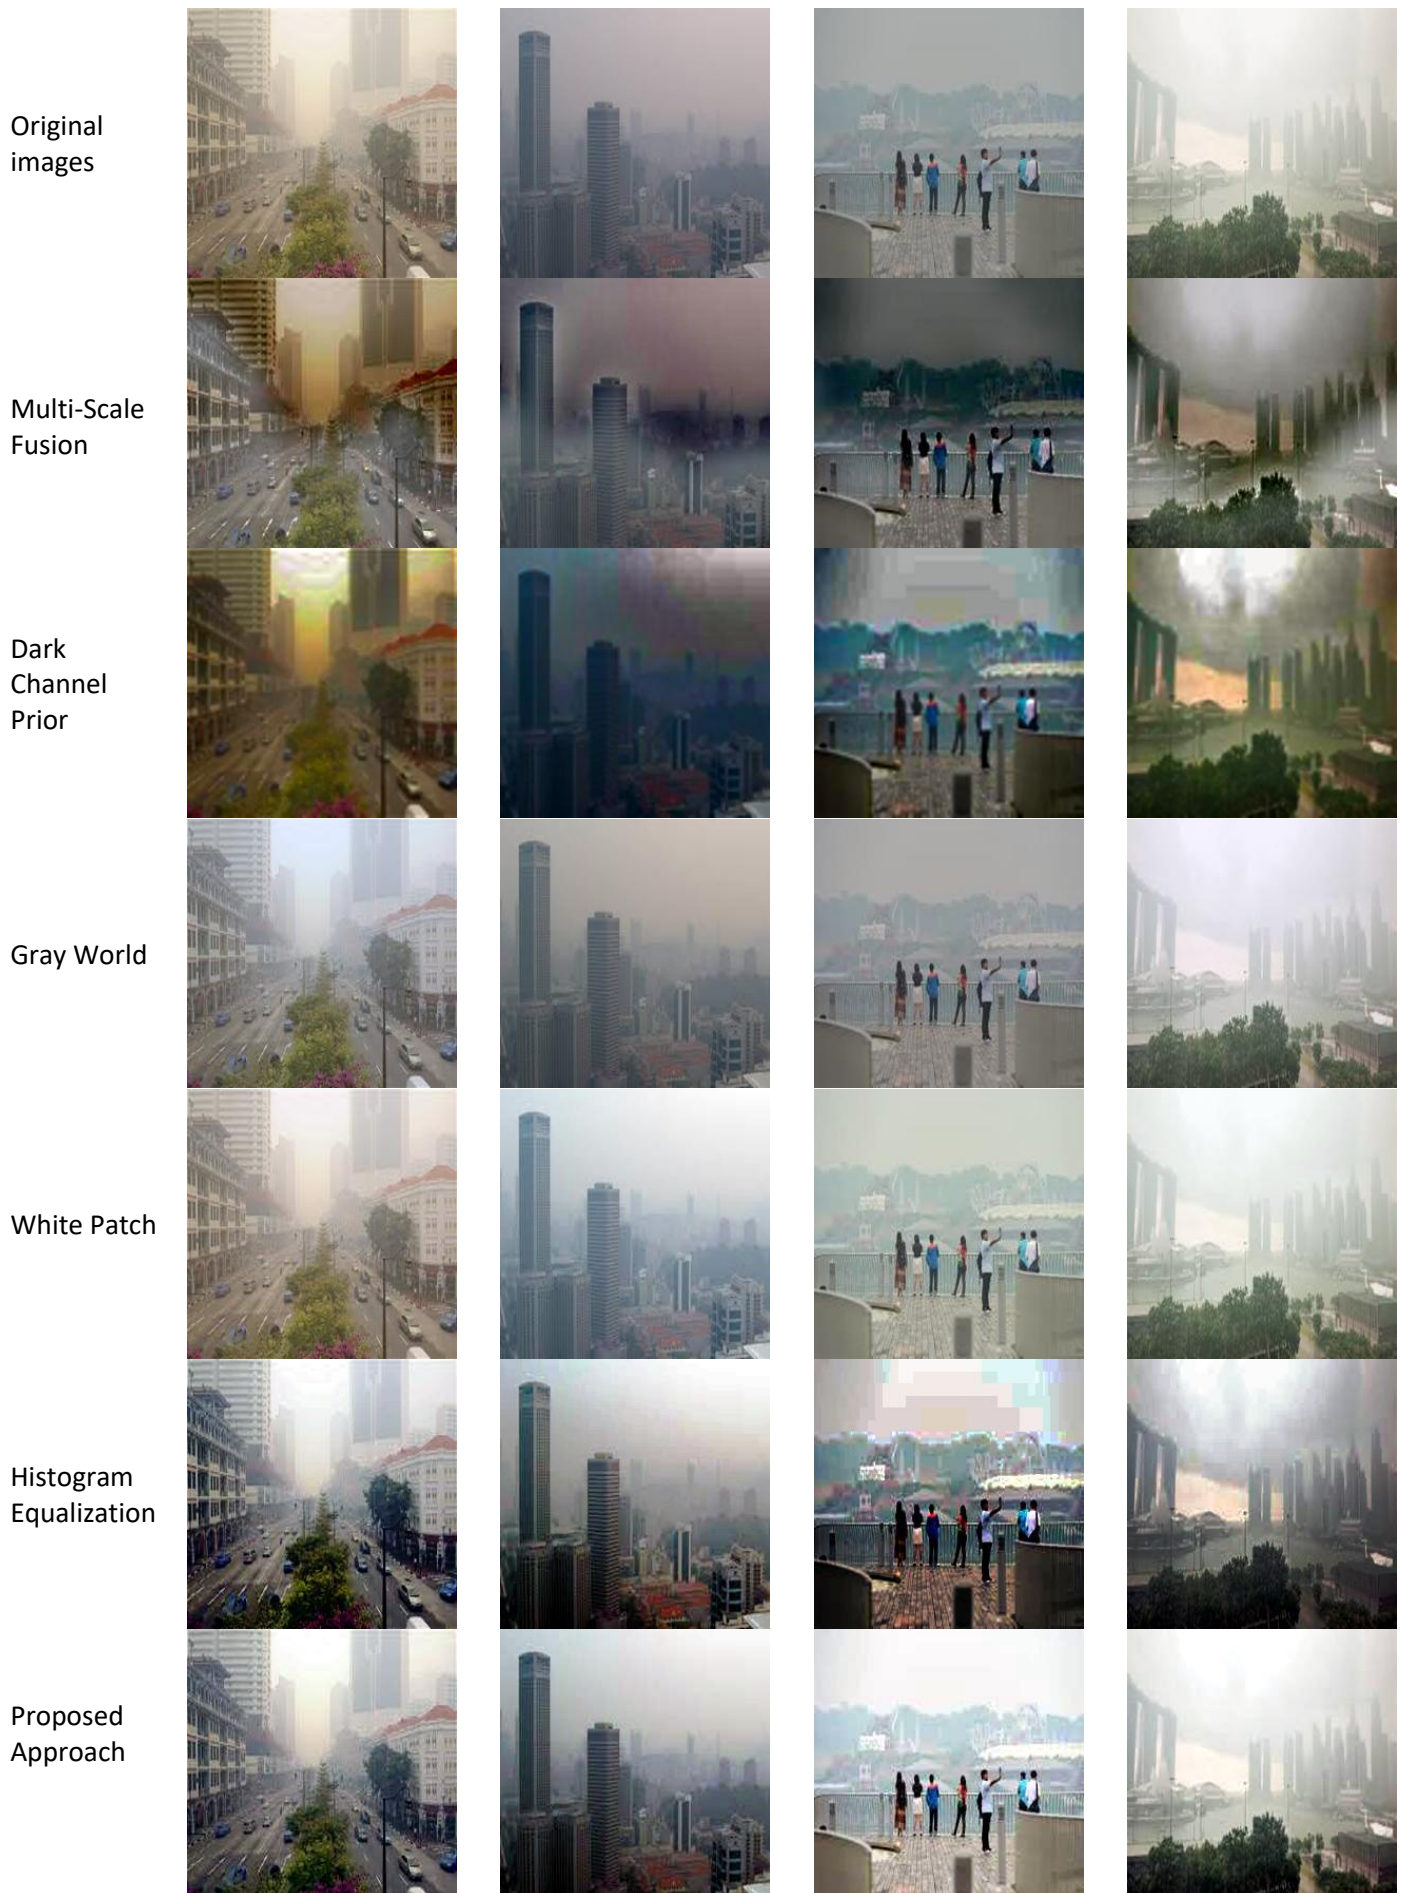 Original
images
Multi-Scale
Fusion
Dark
Channel
Prior
Gray World
White Patch
Histogram
Equalization
Proposed
Approach